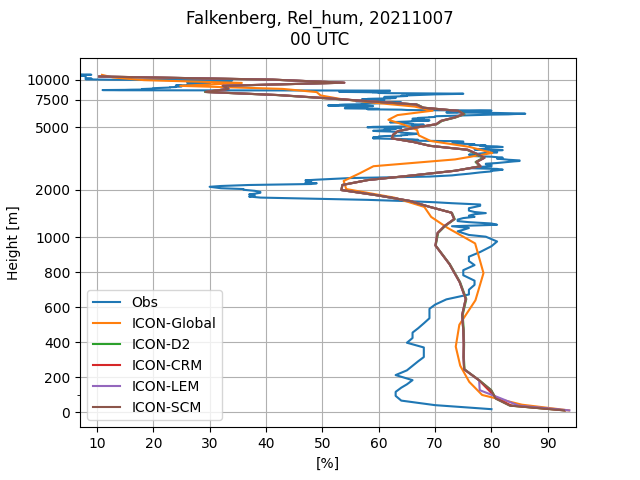 Falkenberg, Rel_hum, 20211007
00 UTC
Height [m]
10000
7500
5000
2000
1000
800
600
400
200
0
Obs
ICON-Global
ICON-D2
ICON-CRM
ICON-LEM
ICON-SCM
10 20 30 40 50 60 70 80 90
[%]